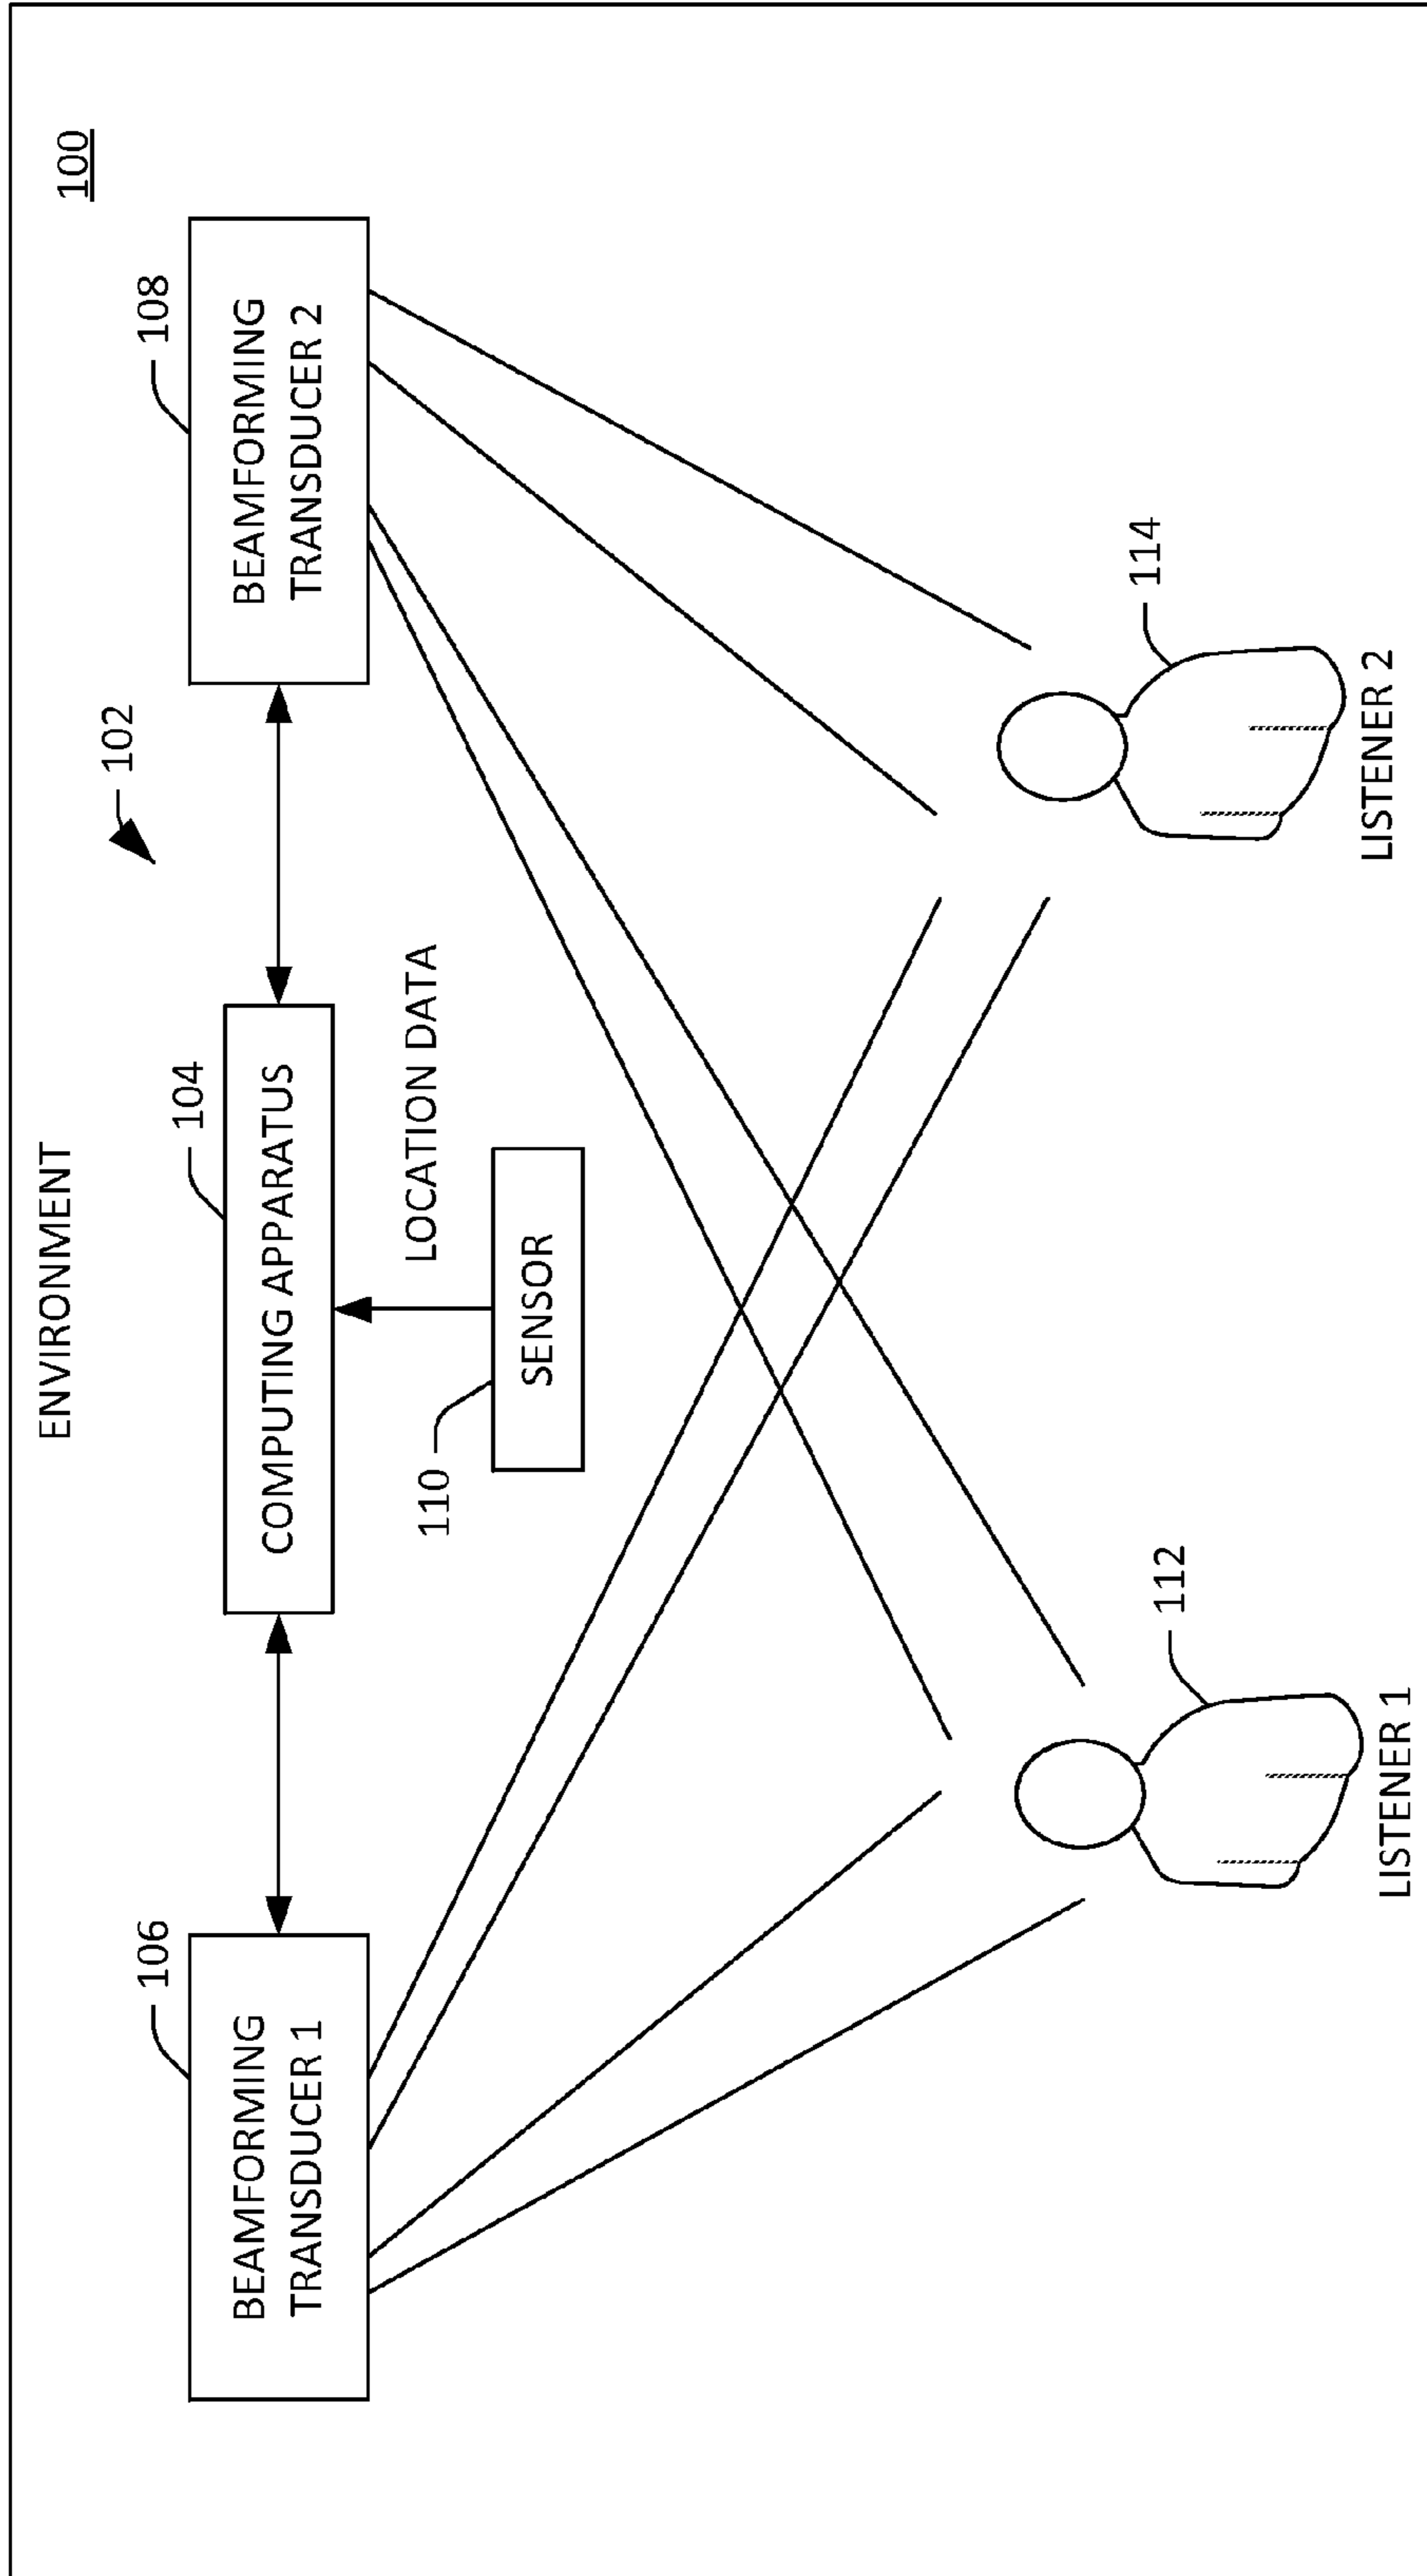 ENVIRONMENT
100
102
106
BEAMFORMING
TRANSDUCER 1
104
COMPUTING APPARATUS
108
BEAMFORMING
TRANSDUCER 2
LOCATION DATA
110
SENSOR
112
LISTENER 1
114
LISTENER 2